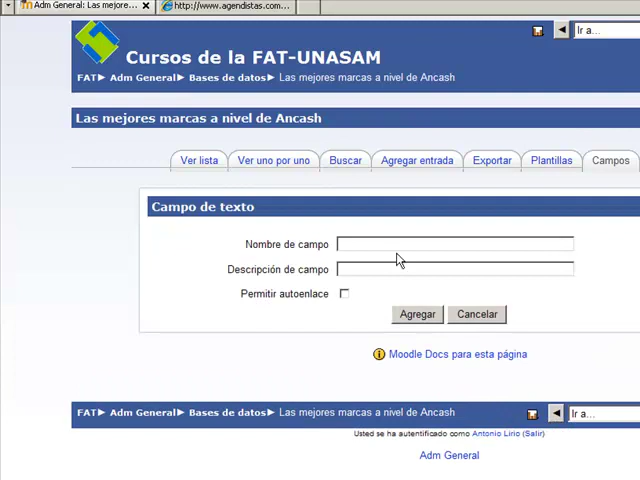 Adm General: Las mejores... http://www.agendistas.com...
Ir a...
Cursos de la FAT-UNASAM
FAT► Adm General► Bases de datos► Las mejores marcas a nivel de Ancash
Las mejores marcas a nivel de Ancash
Ver lista Ver uno por uno Buscar Agregar entrada Exportar Plantillas Campos
Campo de texto
Nombre de campo
Descripción de campo
Permitir autoenlace
Agregar Cancelar
Moodle Docs para esta página
FAT► Adm General► Bases de datos► Las mejores marcas a nivel de Ancash Ir a...
Usted se ha autentificado como Antonio Lirio (Salir)
Adm General